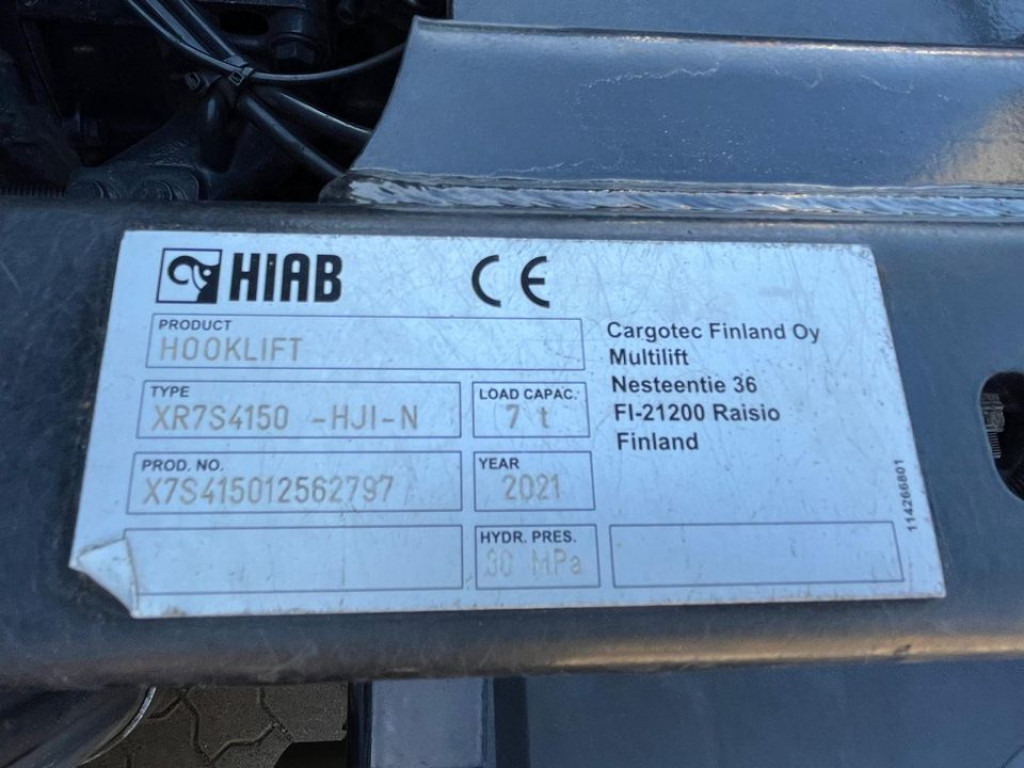 HIAB CE
PRODUCT
HOOKLIFT
TYPE
XR7S4150 -HJI-N
LOAD CAPAC.
7 t
PROD. NO.
X7S415012562797
YEAR
2021
HYDR. PRES.
30 MPa
Cargotec Finland Oy
Multilift
Nesteentie 36
FI-21200 Raisio
Finland
114266801